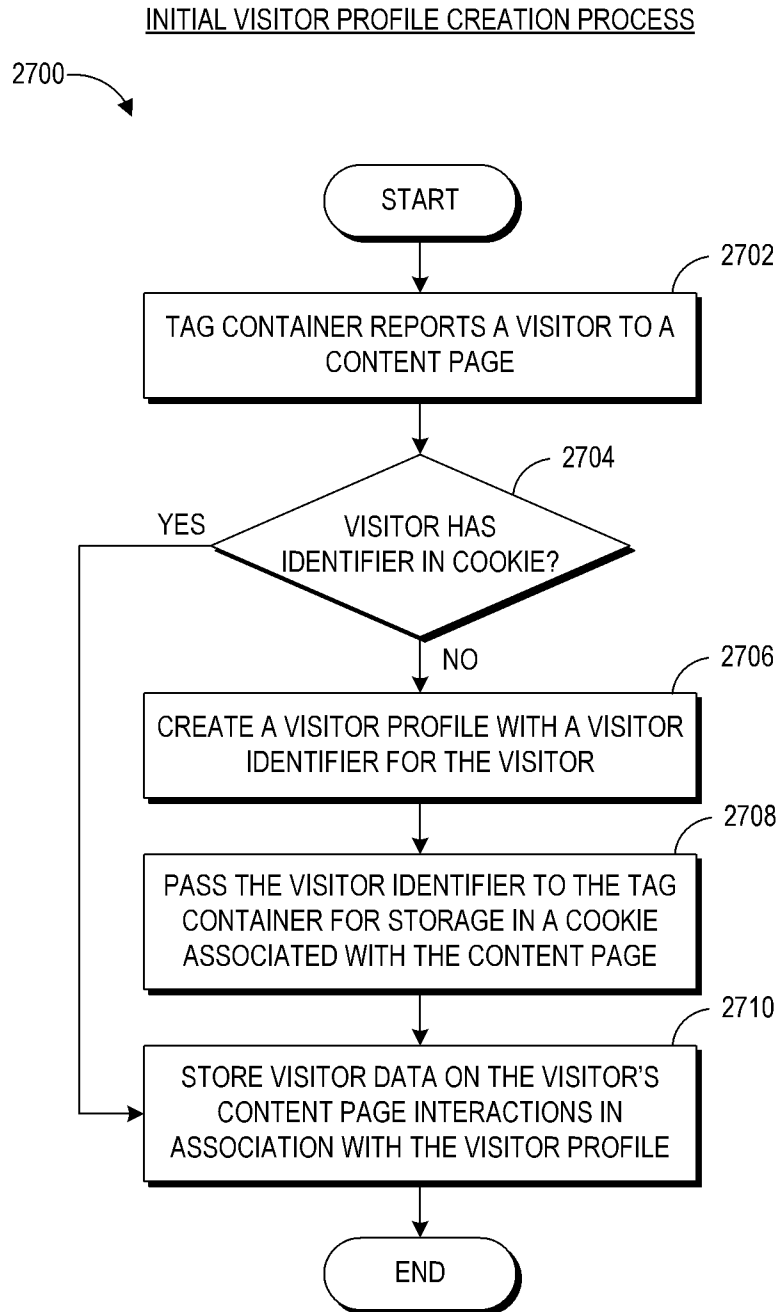 INITIAL VISITOR PROFILE CREATION PROCESS
2700
START
2702
TAG CONTAINER REPORTS A VISITOR TO A
CONTENT PAGE
2704
YES
VISITOR HAS
IDENTIFIER IN COOKIE?
NO
2706
CREATE A VISITOR PROFILE WITH A VISITOR
IDENTIFIER FOR THE VISITOR
2708
PASS THE VISITOR IDENTIFIER TO THE TAG
CONTAINER FOR STORAGE IN A COOKIE
ASSOCIATED WITH THE CONTENT PAGE
2710
STORE VISITOR DATA ON THE VISITOR'S
CONTENT PAGE INTERACTIONS IN
ASSOCIATION WITH THE VISITOR PROFILE
END